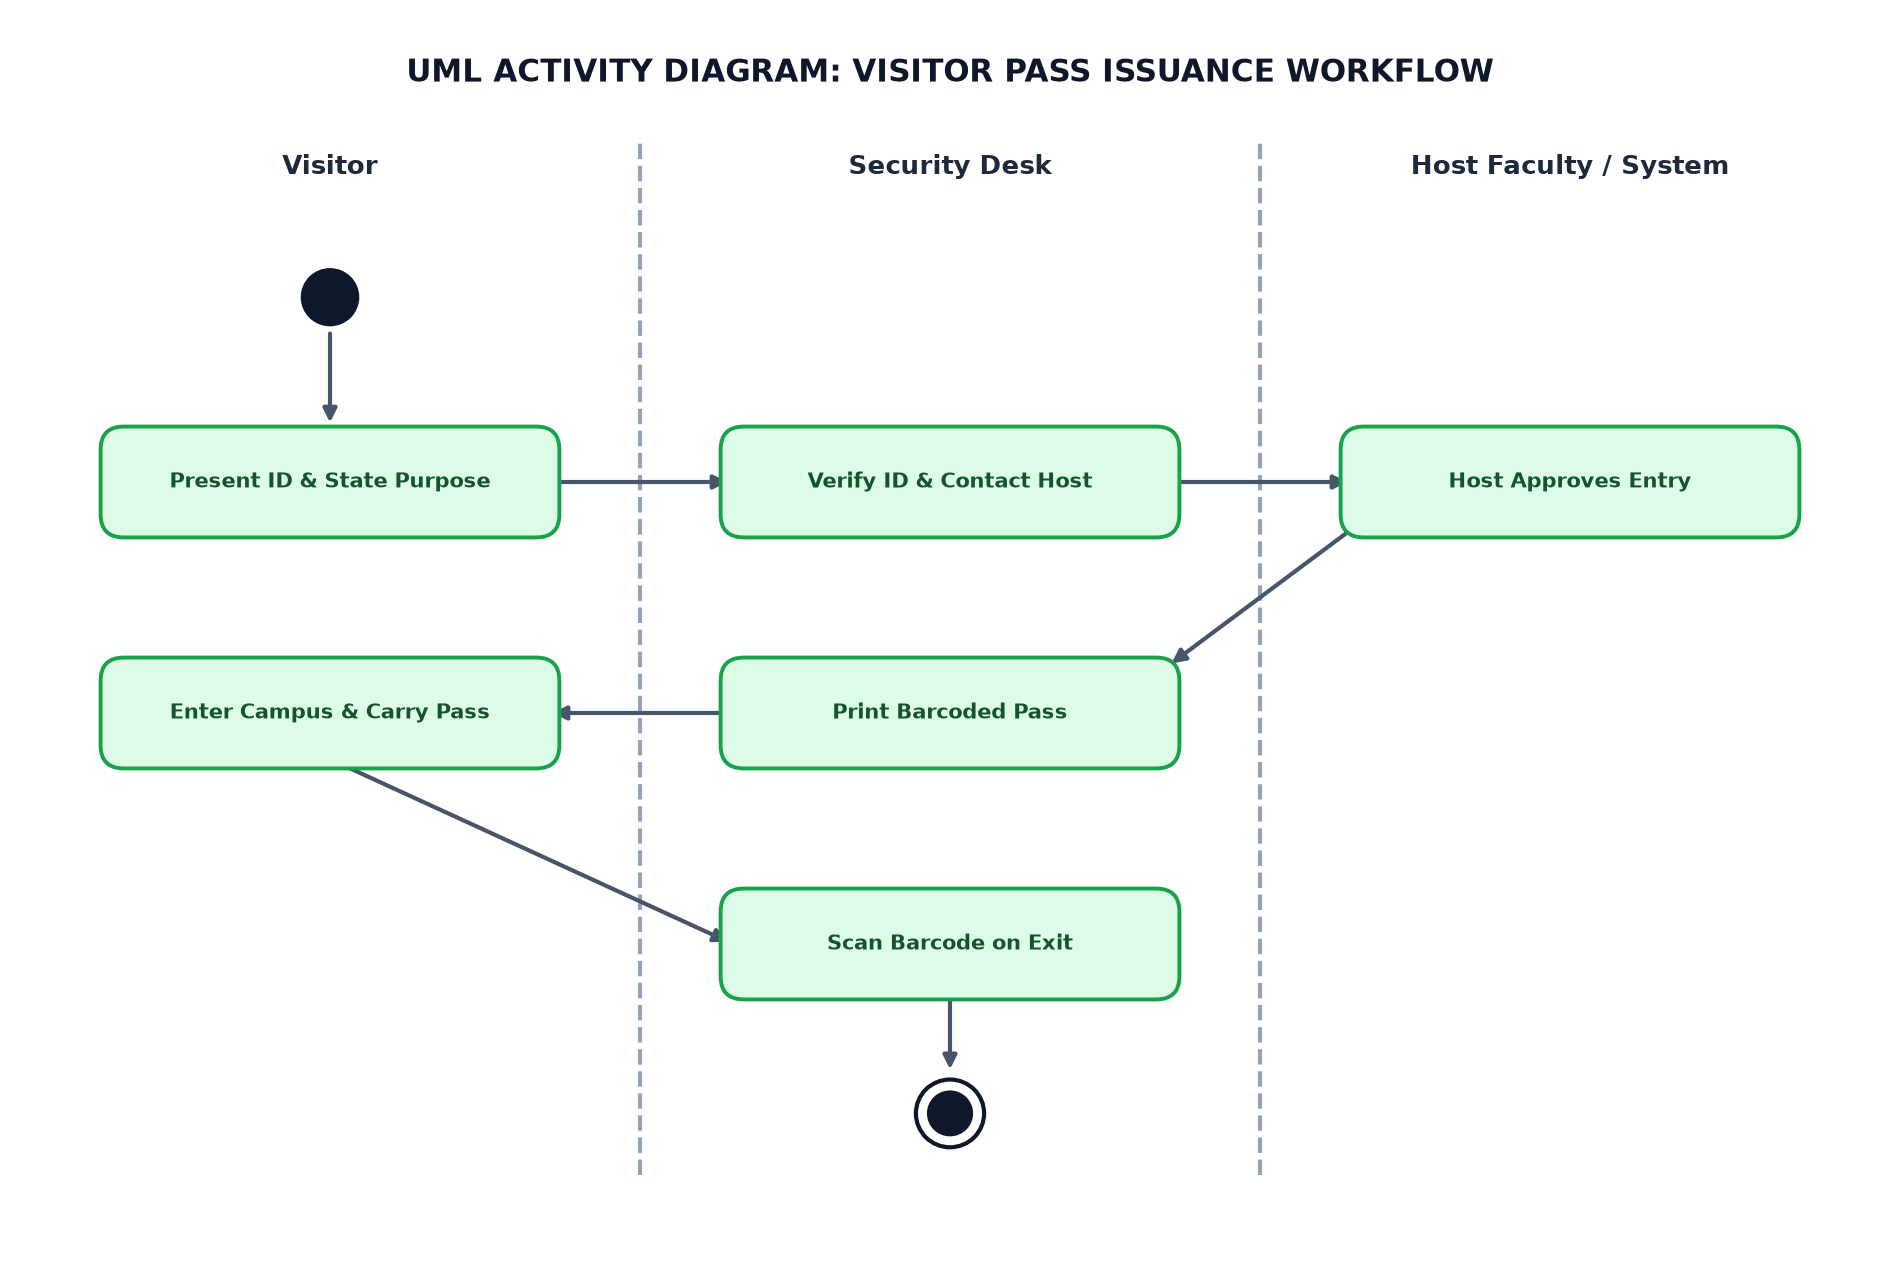 UML ACTIVITY DIAGRAM: VISITOR PASS ISSUANCE WORKFLOW
Visitor
Security Desk
Host Faculty / System
Present ID & State Purpose
Verify ID & Contact Host
Host Approves Entry
Enter Campus & Carry Pass
Print Barcoded Pass
Scan Barcode on Exit